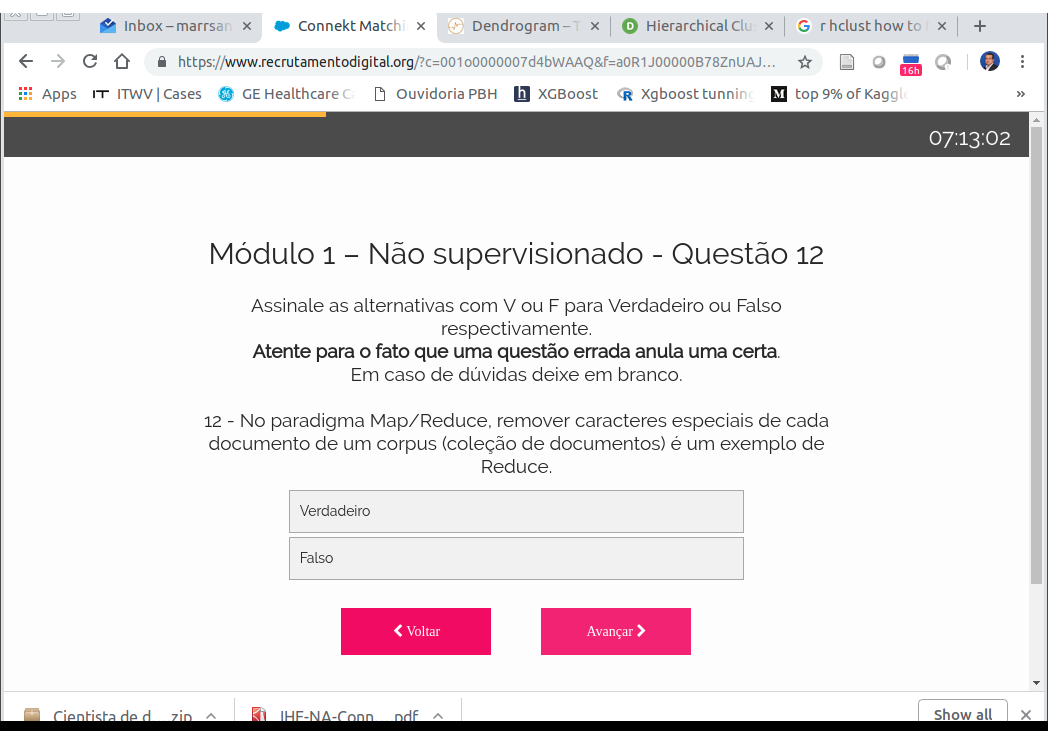 Inbox – marrsan
Connekt Matchi
Dendrogram – T
Hierarchical Clu
r hclust how to
https://www.recrutamentodigital.org/?c=001o0000007d4bWAAQ&f=a0R1J00000B78ZnUAJ...
16h
Apps
ITWV | Cases
GE Healthcare C
Ouvidoria PBH
XGBoost
Xgboost tunning
top 9% of Kaggle
»
07:13:02
Módulo 1 – Não supervisionado - Questão 12
Assinale as alternativas com V ou F para Verdadeiro ou Falso
respectivamente.
Atente para o fato que uma questão errada anula uma certa.
Em caso de dúvidas deixe em branco.
12 - No paradigma Map/Reduce, remover caracteres especiais de cada
documento de um corpus (coleção de documentos) é um exemplo de
Reduce.
Verdadeiro
Falso
Voltar
Avançar
Cientista de d....zip
IHF-NA-Conn....pdf
Show all